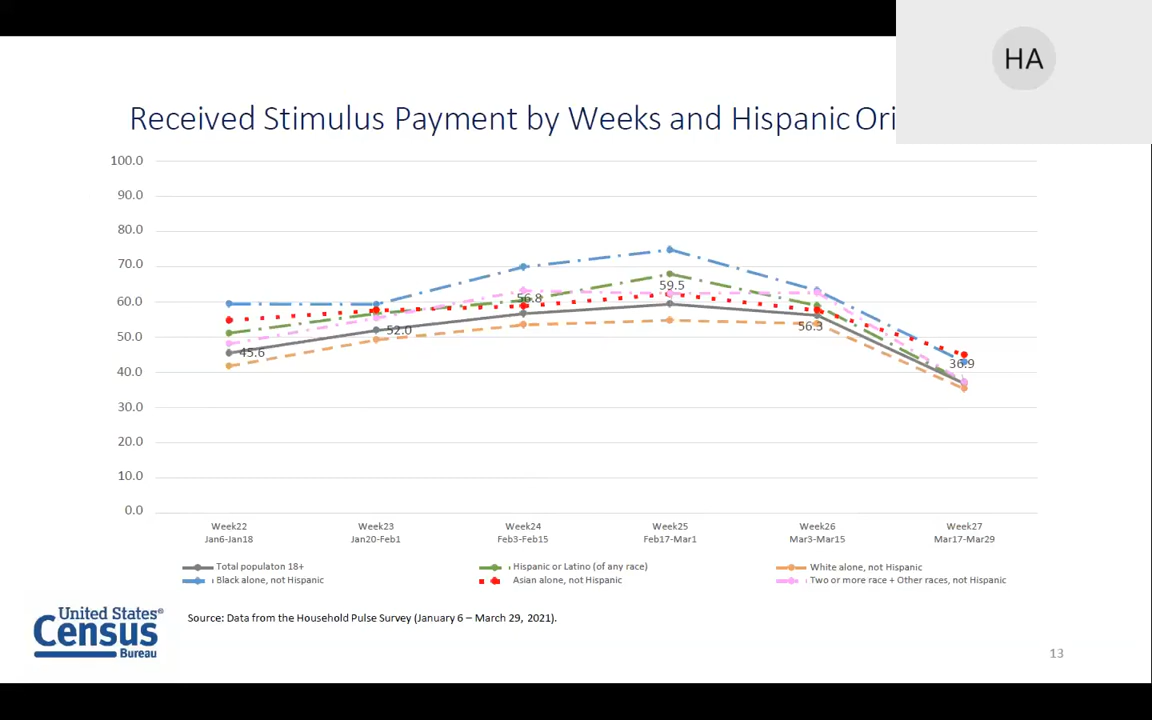 HA
Received Stimulus Payment by Weeks and Hispanic Ori
100.0
90.0
80.0
70.0
60.0
50.0
40.0
30.0
20.0
10.0
0.0
45.6
52.0
56.8
59.5
56.3
36.9
Week22 Week23 Week24 Week25 Week26 Week27
Jan6-Jan18 Jan20-Feb1 Feb3-Feb15 Feb17-Mar1 Mar3-Mar15 Mar17-Mar29
Total populaton 18+ Hispanic or Latino (of any race) White alone, not Hispanic
Black alone, not Hispanic Asian alone, not Hispanic Two or more race + Other races, not Hispanic
United States®
Census
Bureau
Source: Data from the Household Pulse Survey (January 6 – March 29, 2021).
13